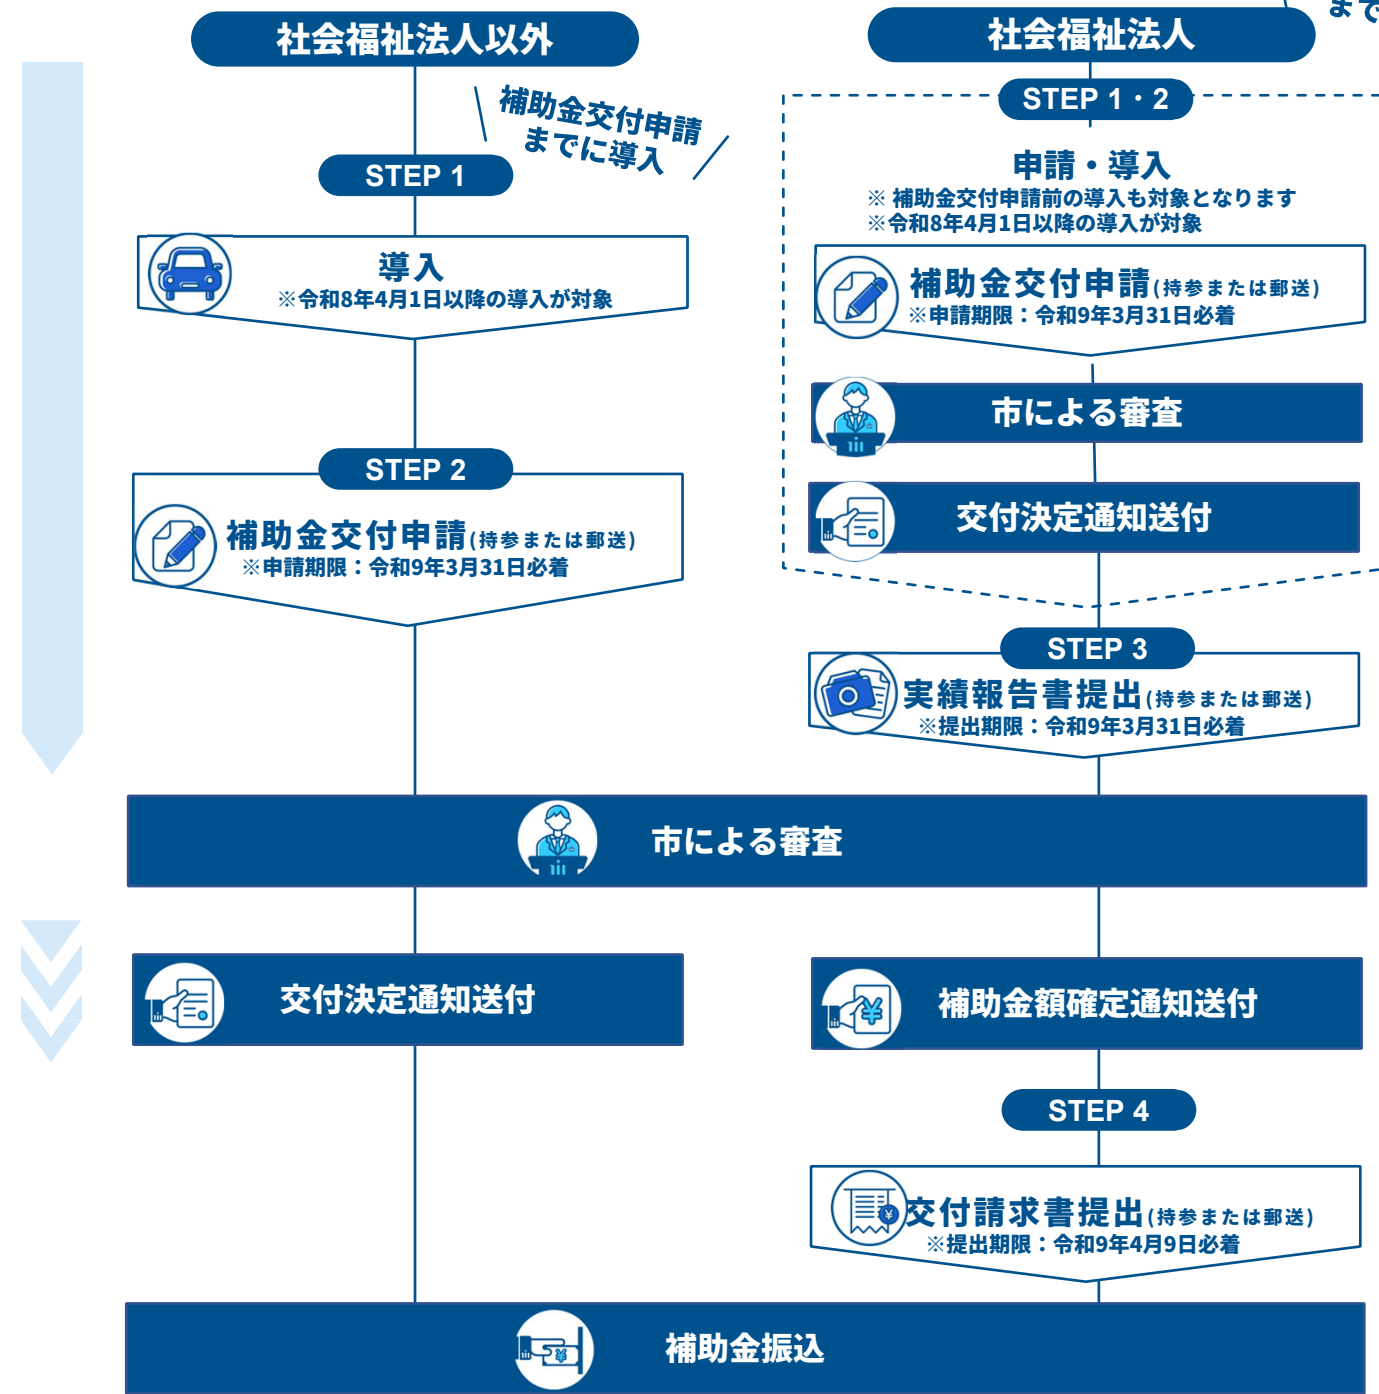 社会福祉法人以外
補助金交付申請
までに導入
STEP 1
導入
※令和8年4月1日以降の導入が対象
STEP 2
補助金交付申請(持参または郵送)
※申請期限：令和9年3月31日必着
社会福祉法人
まで
STEP 1・2
申請・導入
※ 補助金交付申請前の導入も対象となります
※令和8年4月1日以降の導入が対象
補助金交付申請(持参または郵送)
※申請期限：令和9年3月31日必着
市による審査
交付決定通知送付
STEP 3
実績報告書提出(持参または郵送)
※提出期限：令和9年3月31日必着
市による審査
交付決定通知送付
補助金額確定通知送付
STEP 4
交付請求書提出(持参または郵送)
※提出期限：令和9年4月9日必着
補助金振込